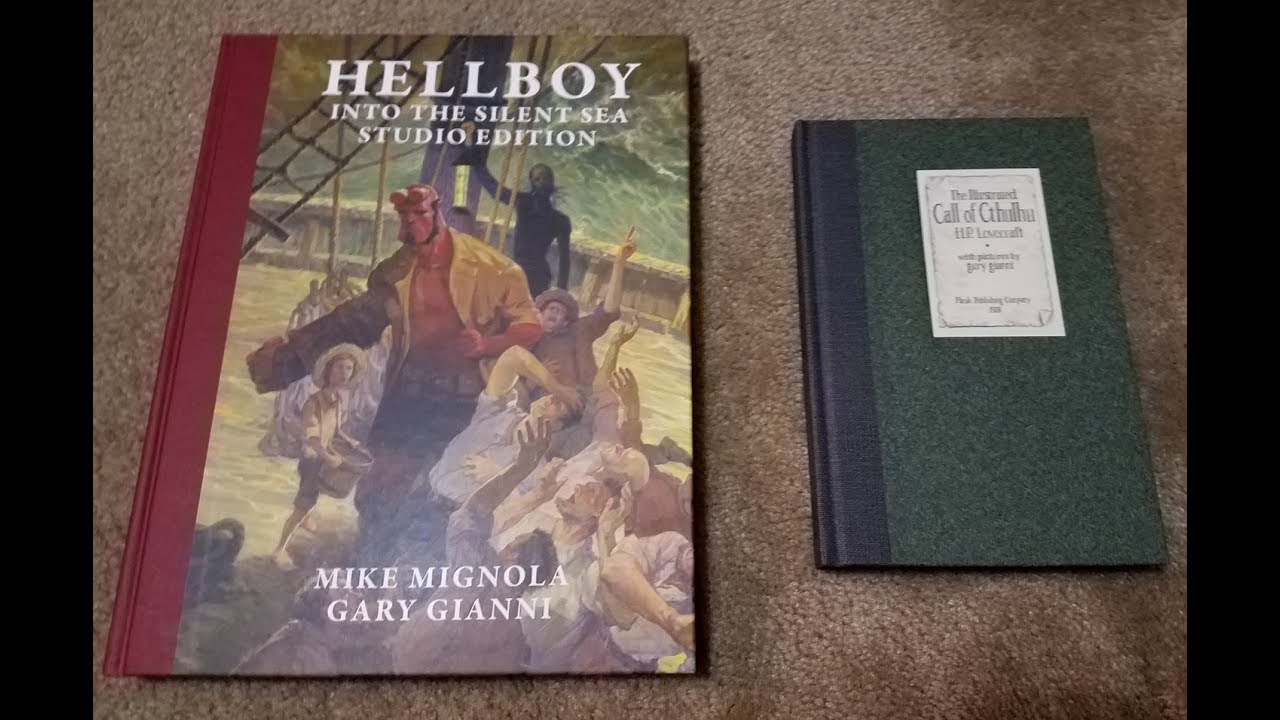 HELLBOY
INTO THE SILENT SEA
STUDIO EDITION
MIKE MIGNOLA
GARY GIANNI
The Illustrated
Call of Cthulhu
H.P. Lovecraft
with pictures by
gary gianni
Flesk Publishing Company